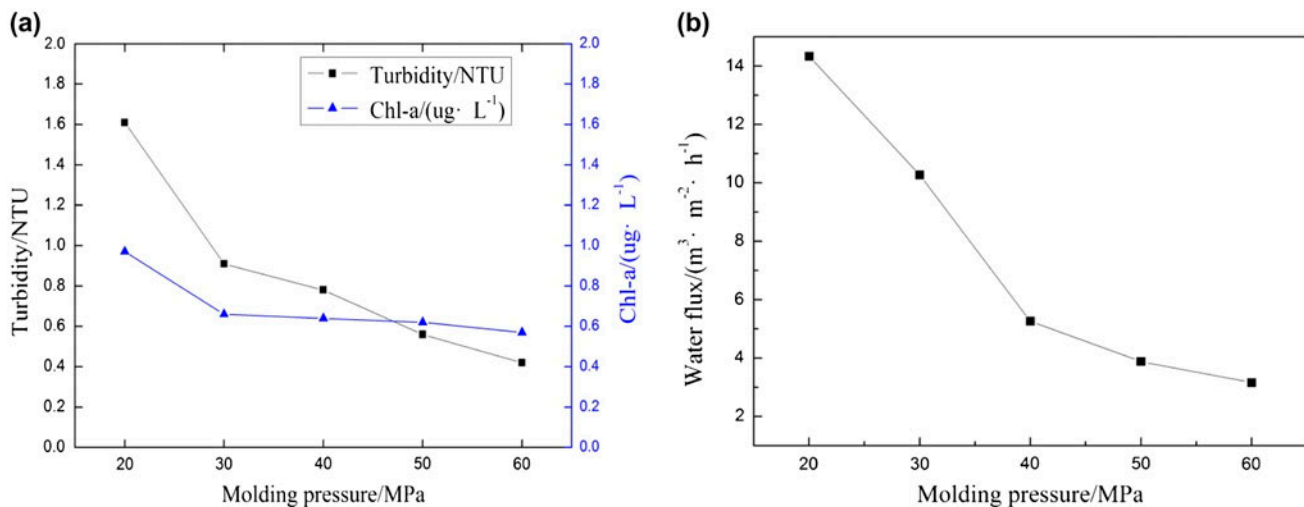 (a)
2.0
1.8
1.6
1.4
1.2
1.0
0.8
0.6
0.4
0.2
0.0
Turbidity/NTU
Turbidity/NTU
Chl-a/(ug· L⁻¹)
2.0
1.8
1.6
1.4
1.2
1.0
0.8
0.6
0.4
0.2
0.0
Chl-a/(ug· L⁻¹)
20 30 40 50 60
Molding pressure/MPa
(b)
14
12
10
8
6
4
2
Water flux/(m³· m⁻²· h⁻¹)
20 30 40 50 60
Molding pressure/MPa